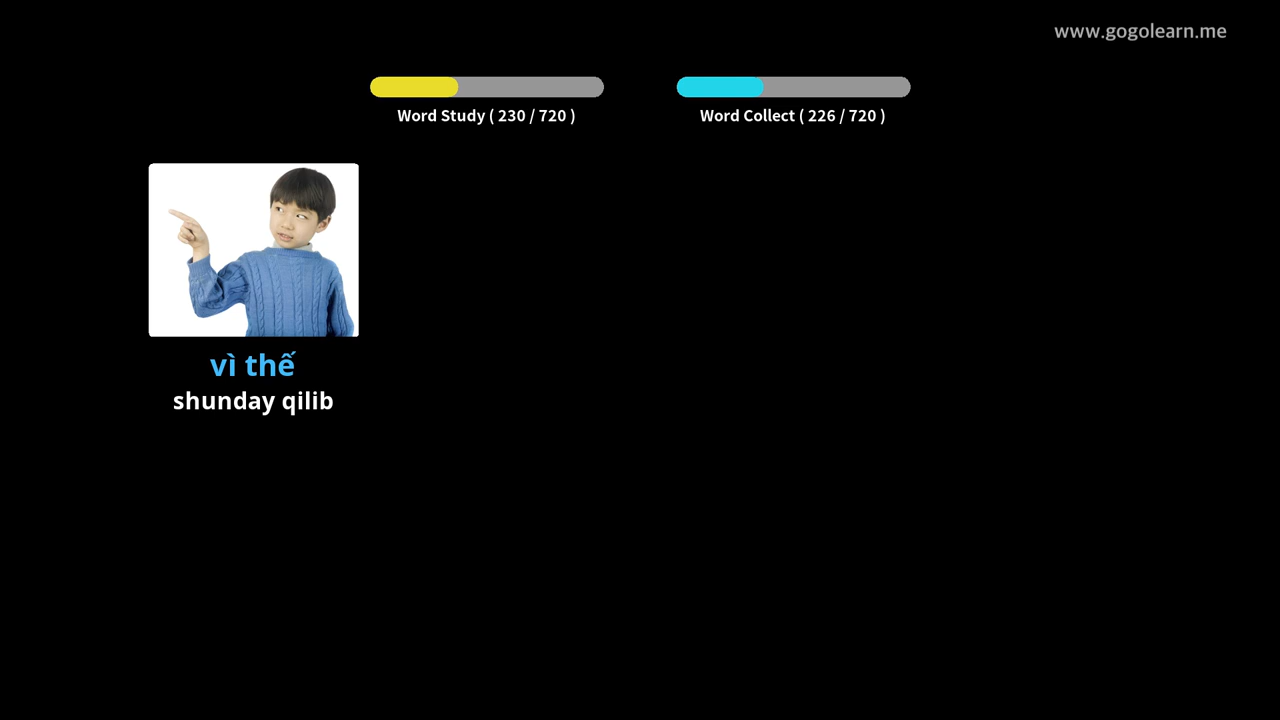 www.gogolearn.me
Word Study ( 230 / 720 )
Word Collect ( 226 / 720 )
vì thế
shunday qilib